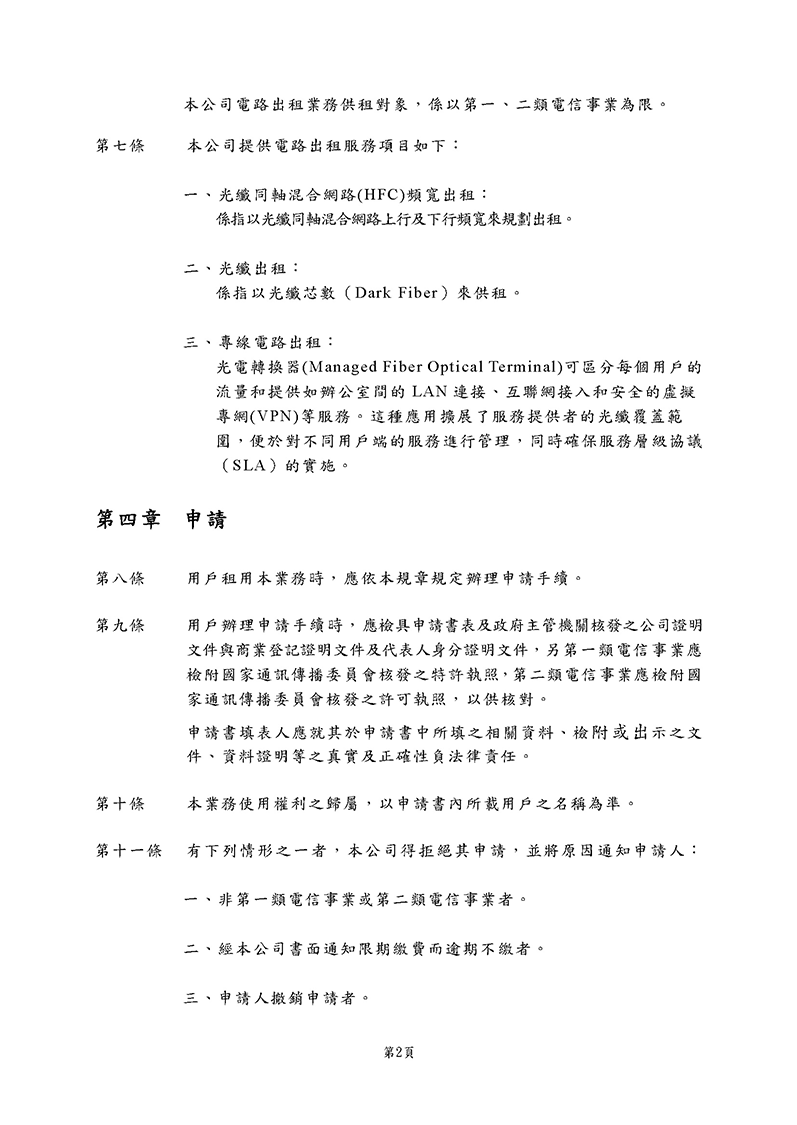 本公司電路出租業務供租對象，係以第一、二類電信事業為限。
第七條 本公司提供電路出租服務項目如下：
一、光纖同軸混合網路(HFC)頻寬出租：
係指以光纖同軸混合網路上行及下行頻寬來規劃出租。
二、光纖出租：
係指以光纖芯數（Dark Fiber）來供租。
三、專線電路出租：
光電轉換器(Managed Fiber Optical Terminal)可區分每個用戶的
流量和提供如辦公室間的 LAN 連接、互聯網接入和安全的虛擬
專網(VPN)等服務。這種應用擴展了服務提供者的光纖覆蓋範
圍，便於對不同用戶端的服務進行管理，同時確保服務層級協議
（SLA）的實施。
第四章 申請
第八條 用戶租用本業務時，應依本規章規定辦理申請手續。
第九條 用戶辦理申請手續時，應檢具申請書表及政府主管機關核發之公司證明
文件與商業登記證明文件及代表人身分證明文件，另第一類電信事業應
檢附國家通訊傳播委員會核發之特許執照，第二類電信事業應檢附國
家通訊傳播委員會核發之許可執照，以供核對。
申請書填表人應就其於申請書中所填之相關資料、檢附或出示之文
件、資料證明等之真實及正確性負法律責任。
第十條 本業務使用權利之歸屬，以申請書內所載用戶之名稱為準。
第十一條 有下列情形之一者，本公司得拒絕其申請，並將原因通知申請人：
一、非第一類電信事業或第二類電信事業者。
二、經本公司書面通知限期繳費而逾期不繳者。
三、申請人撤銷申請者。
第2頁